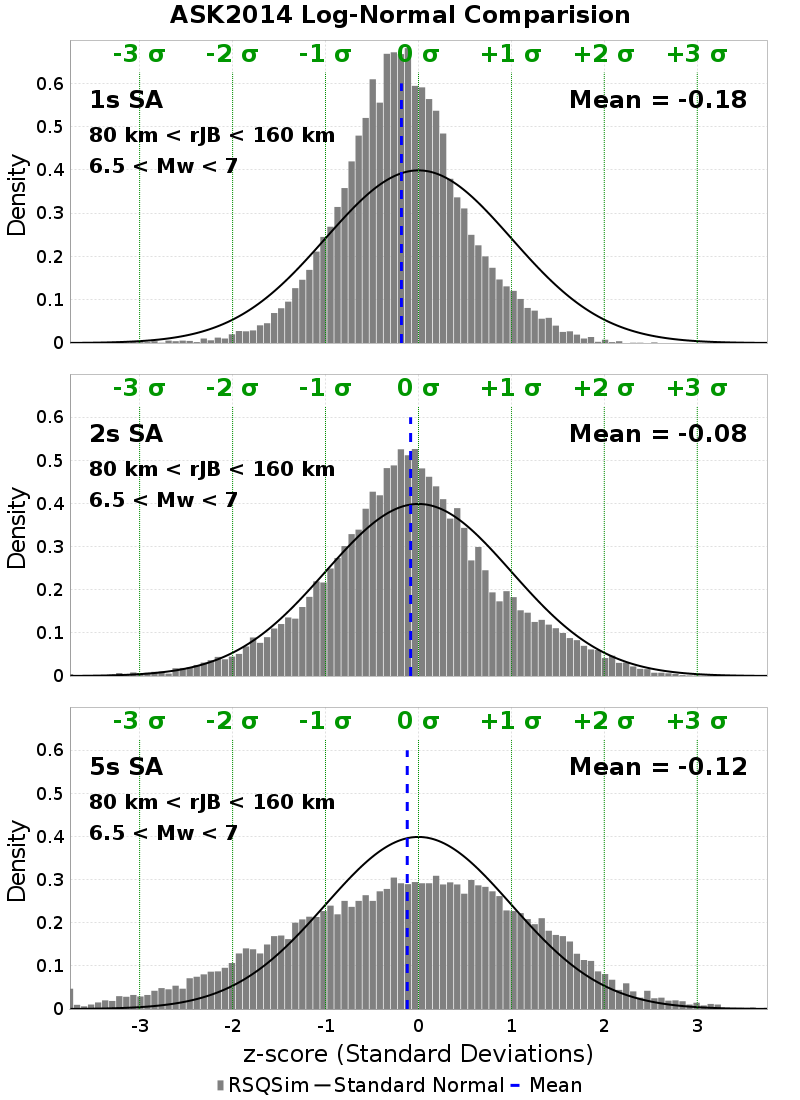 ASK2014 Log-Normal Comparision
-3 σ -2 σ -1 σ 0 σ +1 σ +2 σ +3 σ
1s SA
Mean = -0.18
80 km < rJB < 160 km
6.5 < Mw < 7
0.6
0.5
0.4
0.3
0.2
0.1
0
Density
-3 σ -2 σ -1 σ 0 σ +1 σ +2 σ +3 σ
2s SA
Mean = -0.08
80 km < rJB < 160 km
6.5 < Mw < 7
0.6
0.5
0.4
0.3
0.2
0.1
0
Density
-3 σ -2 σ -1 σ 0 σ +1 σ +2 σ +3 σ
5s SA
Mean = -0.12
80 km < rJB < 160 km
6.5 < Mw < 7
0.6
0.5
0.4
0.3
0.2
0.1
0
Density
-3 -2 -1 0 1 2 3
z-score (Standard Deviations)
RSQSim Standard Normal Mean